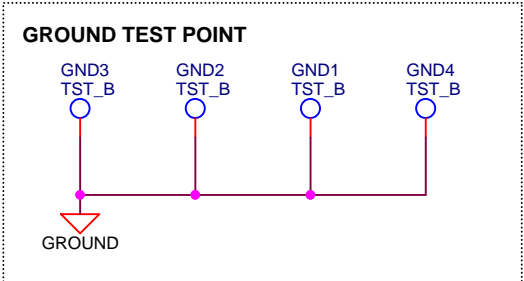 GROUND TEST POINT
GND3 GND2 GND1 GND4
TST_B TST_B TST_B TST_B
GROUND